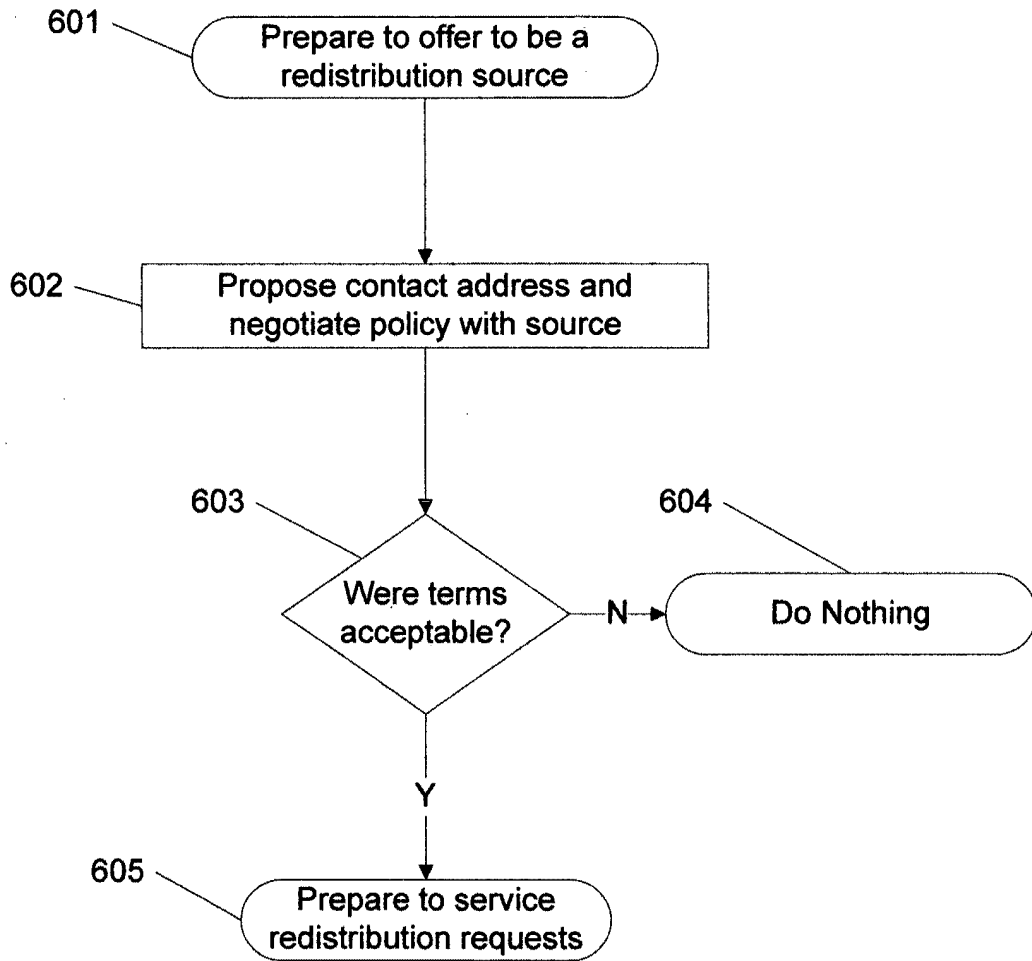 601
Prepare to offer to be a
redistribution source
602
Propose contact address and
negotiate policy with source
603
604
Were terms
acceptable?
N
Do Nothing
Y
605
Prepare to service
redistribution requests